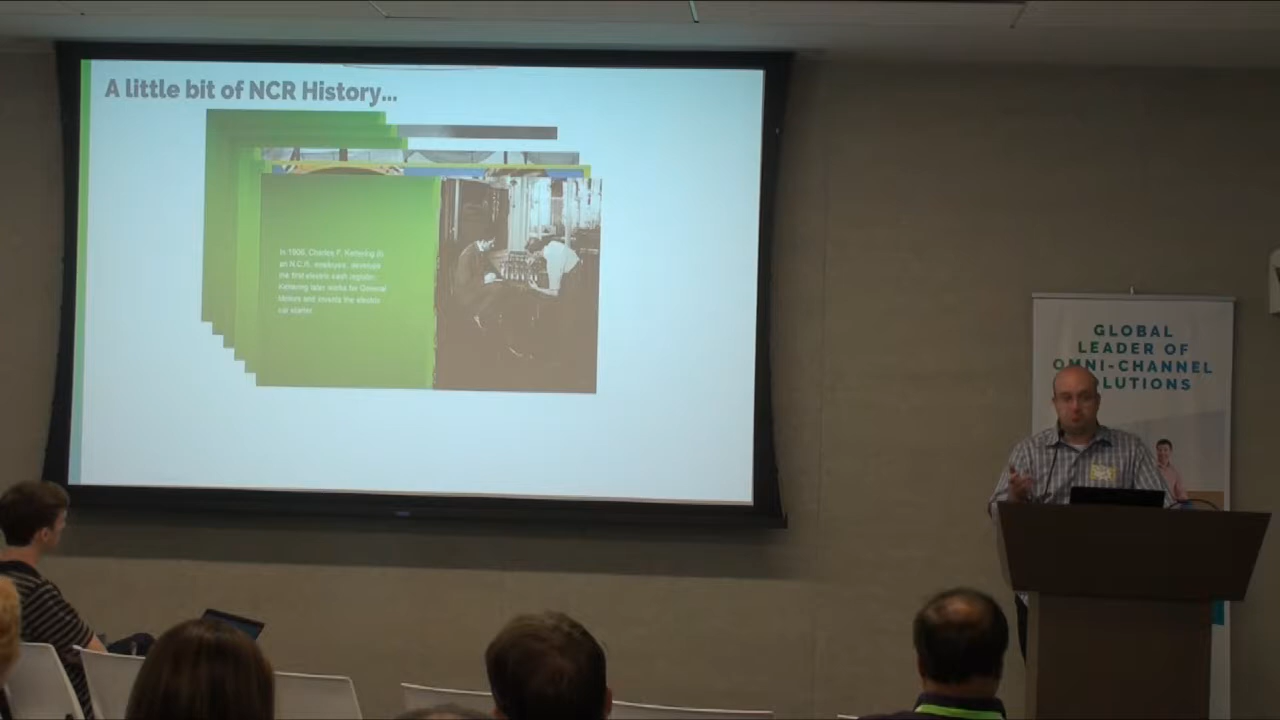 A little bit of NCR History...
In 1906, Charles F. Kettering (b
an N.C.R. employee, develops
the first electric cash register.
Kettering later works for General
Motors and invents the electric
car starter.
GLOBAL
LEADER OF
OMNI-CHANNEL
LUTIONS